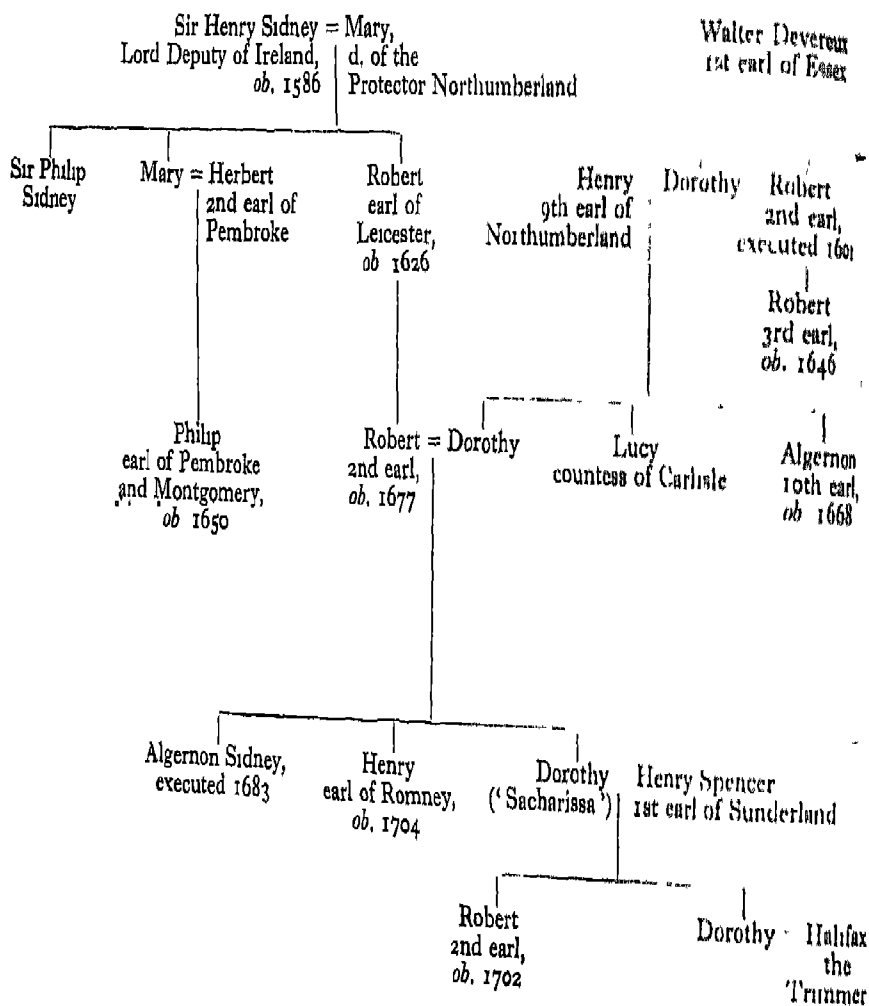 Sir Henry Sidney = Mary,
Lord Deputy of Ireland, d. of the
ob. 1586 Protector Northumberland
Walter Devereux
1st earl of Essex
Sir Philip
Sidney
Mary = Herbert
2nd earl of
Pembroke
Robert
earl of
Leicester,
ob 1626
Henry
9th earl of
Northumberland
Dorothy
Robert
2nd earl,
executed 1601
Robert
3rd earl,
ob. 1646
Philip
earl of Pembroke
and Montgomery,
ob 1650
Robert = Dorothy
2nd earl,
ob. 1677
Lucy
countess of Carlisle
Algernon
10th earl,
ob 1668
Algernon Sidney,
executed 1683
Henry
earl of Romney,
ob. 1704
Dorothy
('Sacharissa')
Henry Spencer
1st earl of Sunderland
Robert
2nd earl,
ob. 1702
Dorothy
Halifax
the
Trimmer